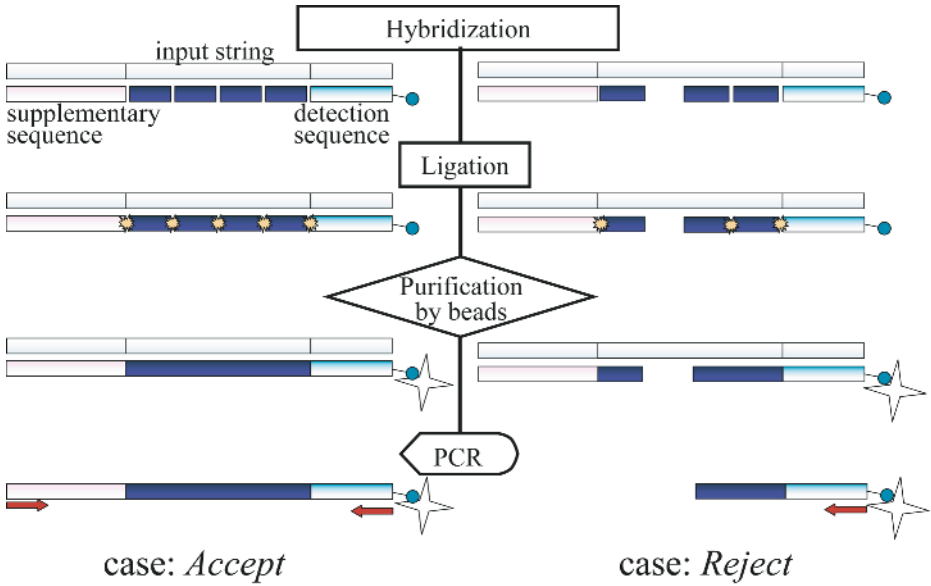 Hybridization
input string
supplementary
sequence
detection
sequence
Ligation
Purification
by beads
PCR
case: Accept
case: Reject